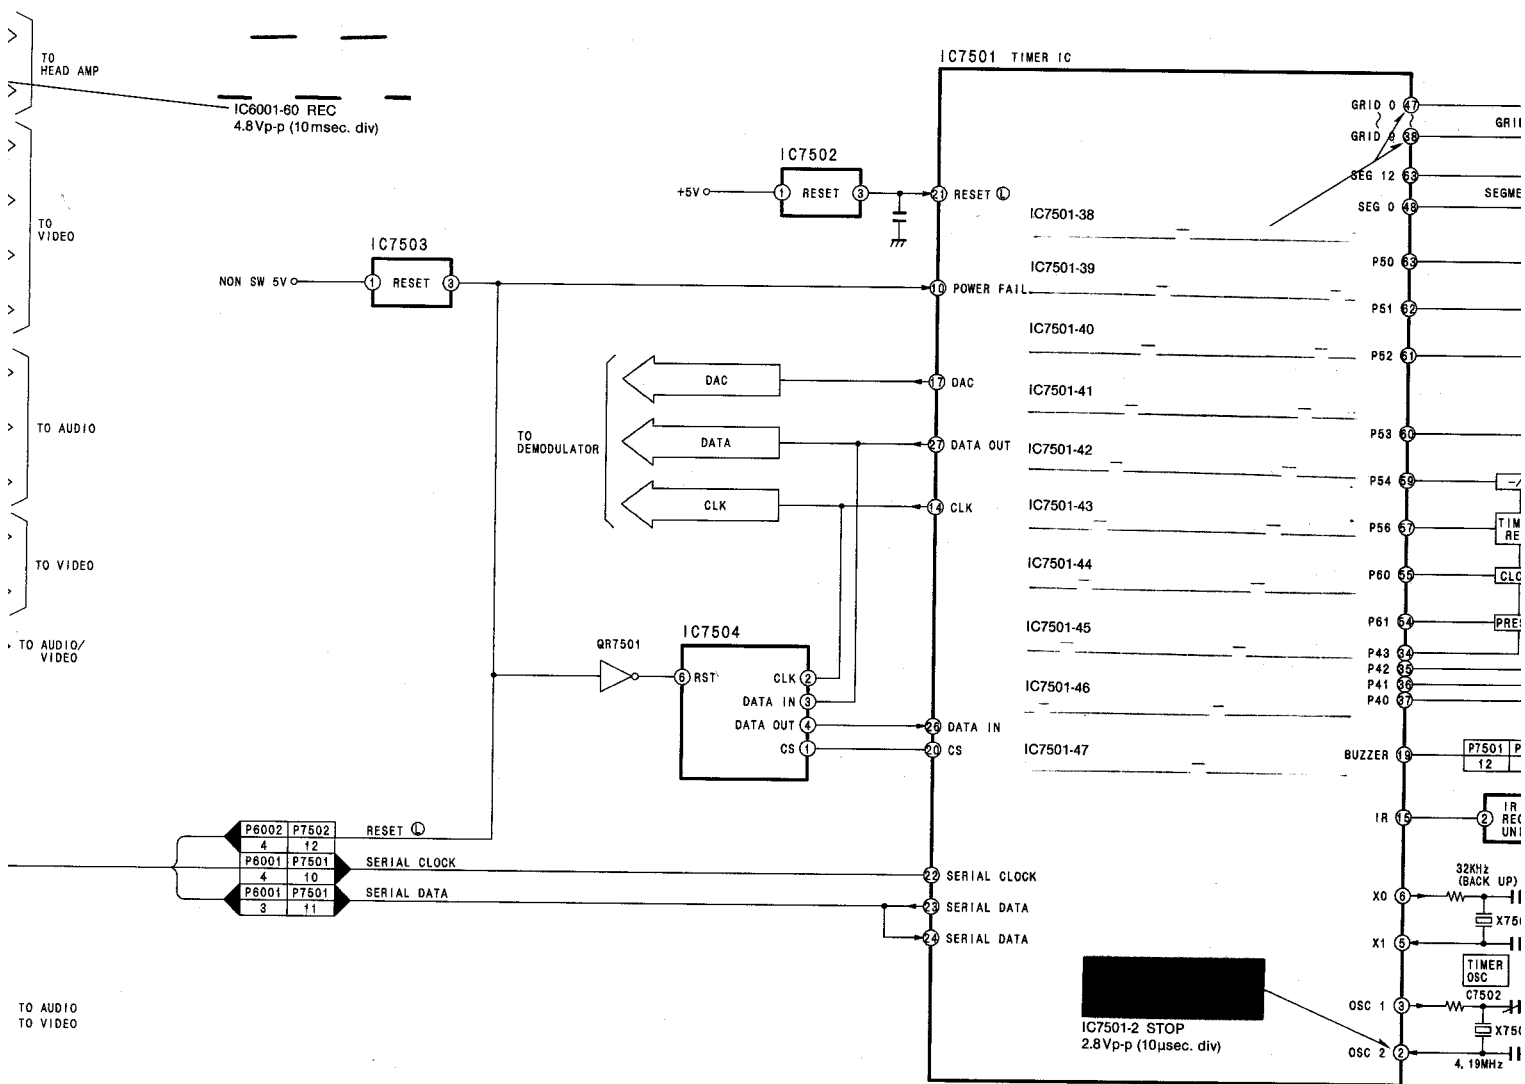 TO
HEAD AMP
IC6001-60 REC
4.8Vp-p (10msec. div)
TO
VIDEO
TO AUDIO
TO VIDEO
TO AUDIO/
VIDEO
TO AUDIO
TO VIDEO
IC7503
NON SW 5V
1 RESET 3
IC7502
+5V
1 RESET 3
TO
DEMODULATOR
DAC
DATA
CLK
QR7501
IC7504
6 RST
CLK 2
DATA IN 3
DATA OUT 4
CS 1
P6002 P7502 RESET L
4 12
P6001 P7501 SERIAL CLOCK
4 10
P6001 P7501 SERIAL DATA
3 11
IC7501 TIMER IC
21 RESET L
10 POWER FAIL
17 DAC
27 DATA OUT
14 CLK
26 DATA IN
20 CS
22 SERIAL CLOCK
23 SERIAL DATA
24 SERIAL DATA
IC7501-38
IC7501-39
IC7501-40
IC7501-41
IC7501-42
IC7501-43
IC7501-44
IC7501-45
IC7501-46
IC7501-47
IC7501-2 STOP
2.8Vp-p (10µsec. div)
GRID 0 47
GRID 9 38
SEG 12 63
SEG 0 48
P50 63
P51 62
P52 61
P53 60
P54 59
P56 57
P60 55
P61 54
P43 34
P42 35
P41 36
P40 37
BUZZER 19
IR 15
X0 6
X1 5
OSC 1 3
OSC 2 2
P7501
12
2
IR
32KHz
(BACK UP)
TIMER
OSC
C7502
4.19MHz